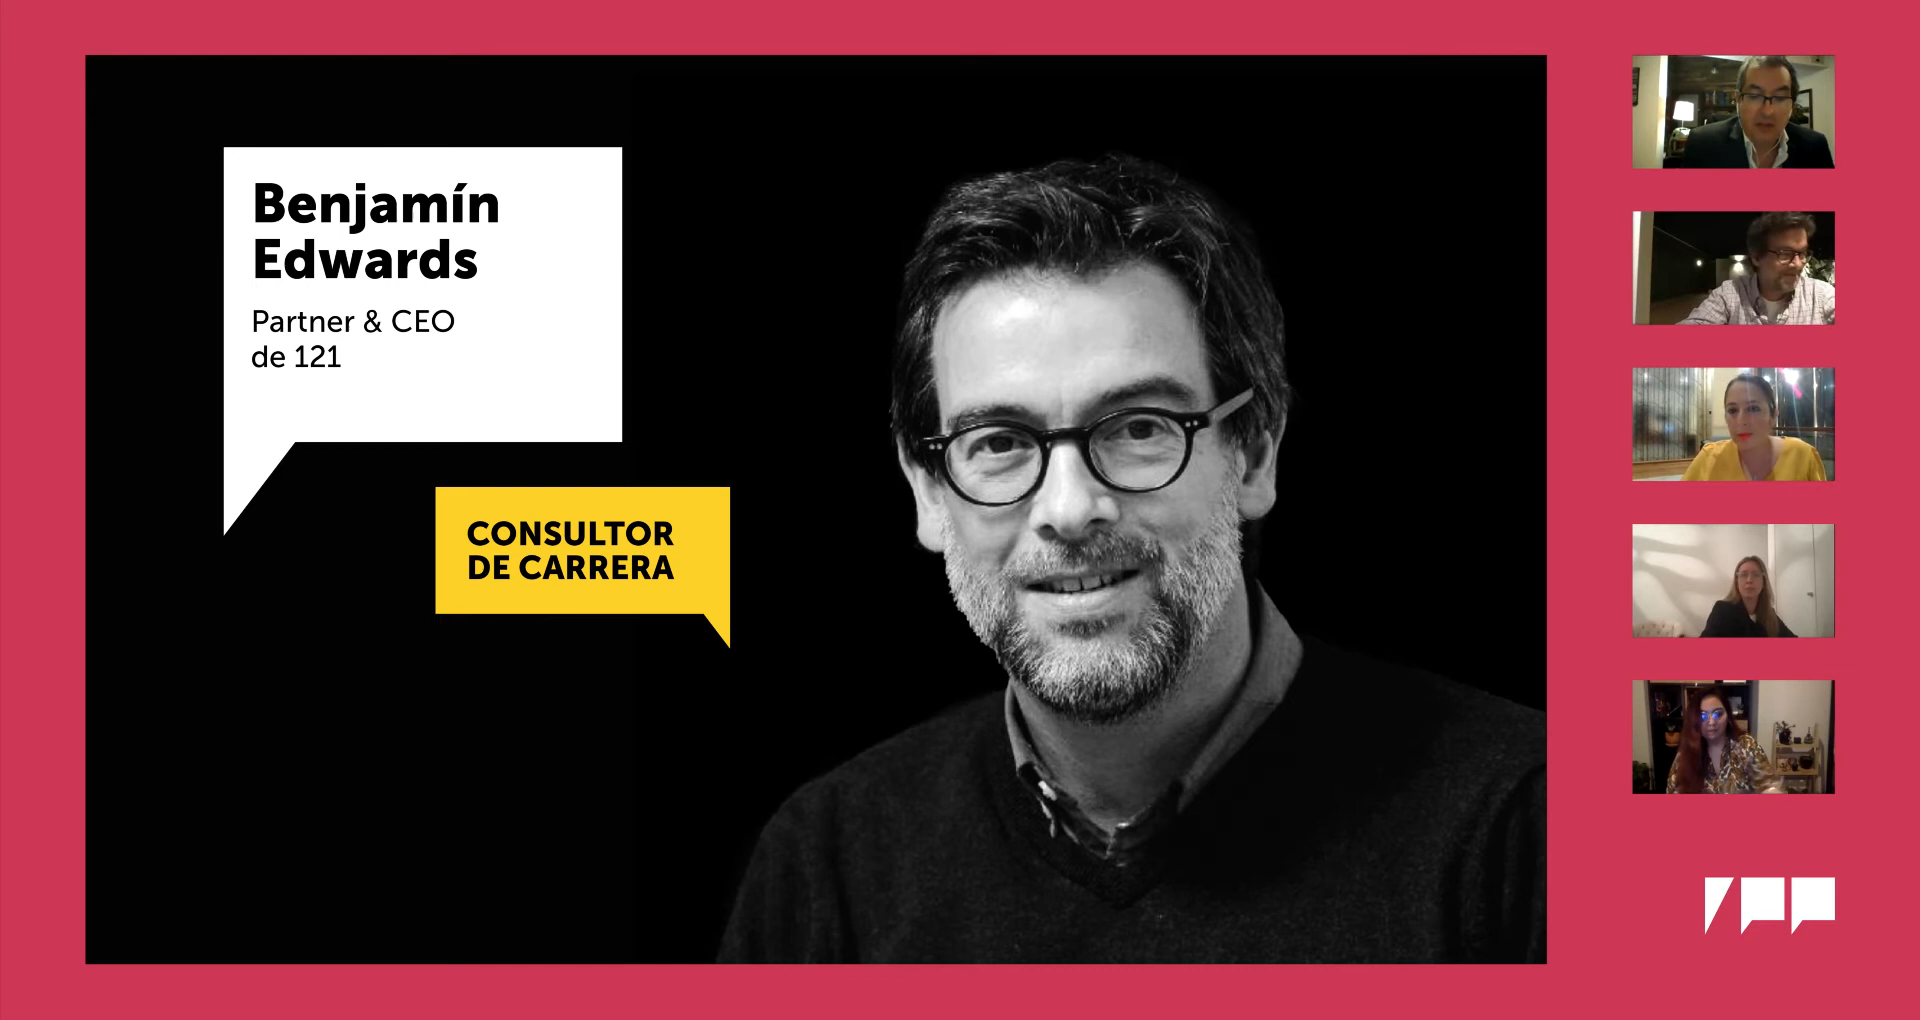 Benjamín
Edwards
Partner & CEO
de 121
CONSULTOR
DE CARRERA